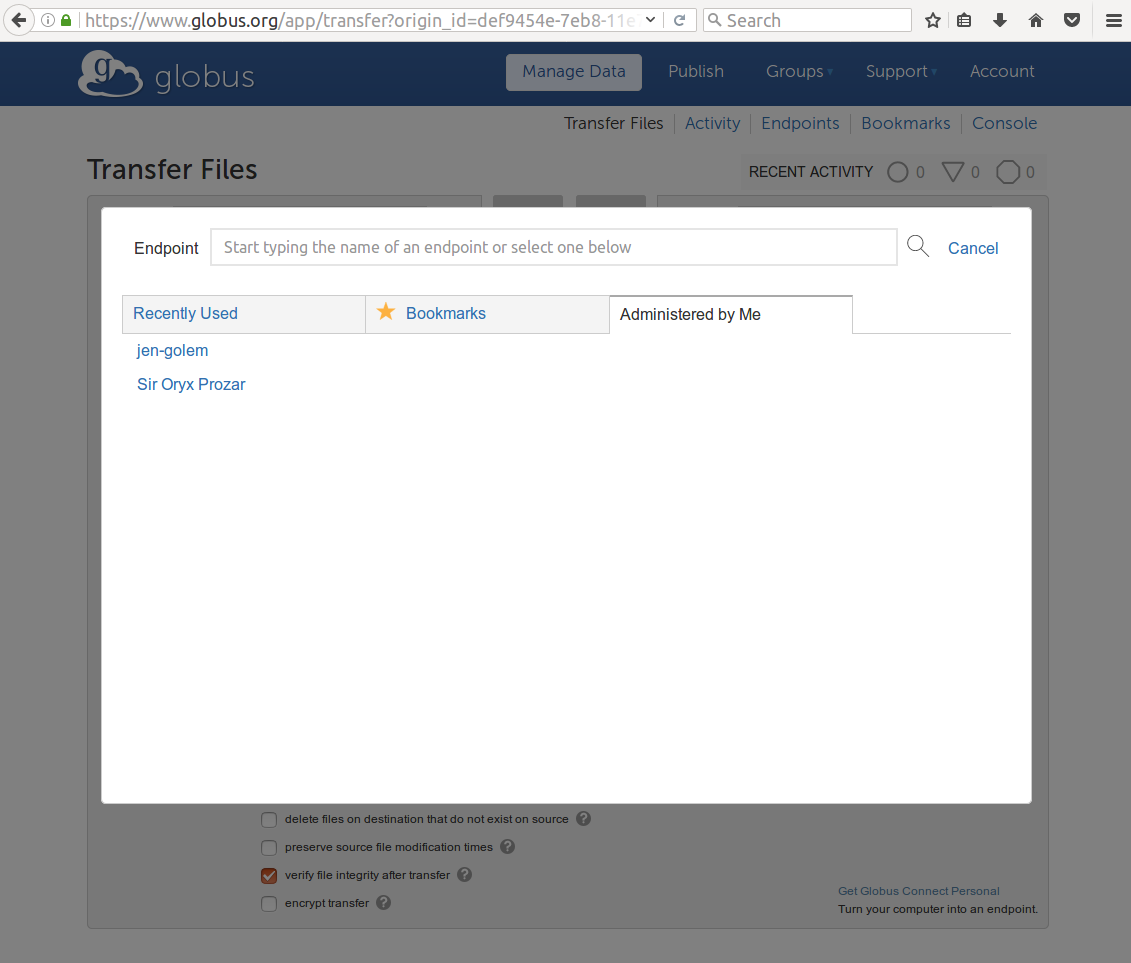 https://www.globus.org/app/transfer?origin_id=def9454e-7eb8-11e
Search
globus
Manage Data
Publish
Groups
Support
Account
Transfer Files
Activity
Endpoints
Bookmarks
Console
Transfer Files
RECENT ACTIVITY 0 0 0
Endpoint
Start typing the name of an endpoint or select one below
Cancel
Recently Used
Bookmarks
Administered by Me
jen-golem
Sir Oryx Prozar
delete files on destination that do not exist on source ?
preserve source file modification times ?
verify file integrity after transfer ?
encrypt transfer ?
Get Globus Connect Personal
Turn your computer into an endpoint.